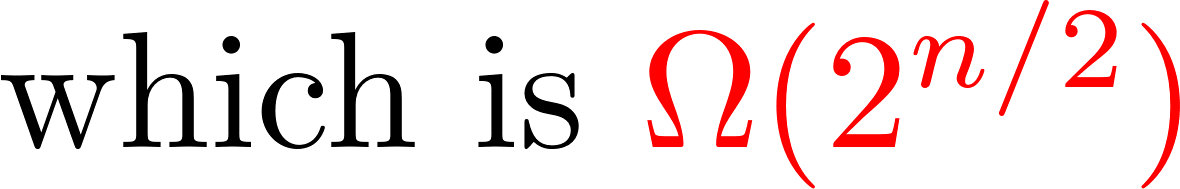 which is Ω(2^{n/2})